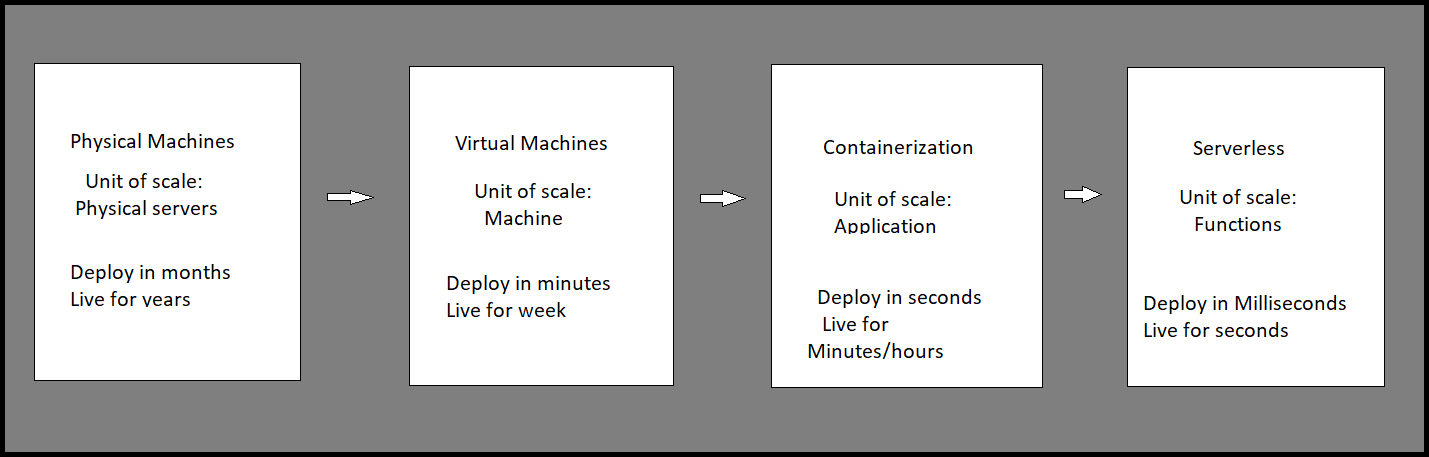 Physical Machines
Unit of scale:
Physical servers
Deploy in months
Live for years
Virtual Machines
Unit of scale:
Machine
Deploy in minutes
Live for week
Containerization
Unit of scale:
Application
Deploy in seconds
Live for
Minutes/hours
Serverless
Unit of scale:
Functions
Deploy in Milliseconds
Live for seconds